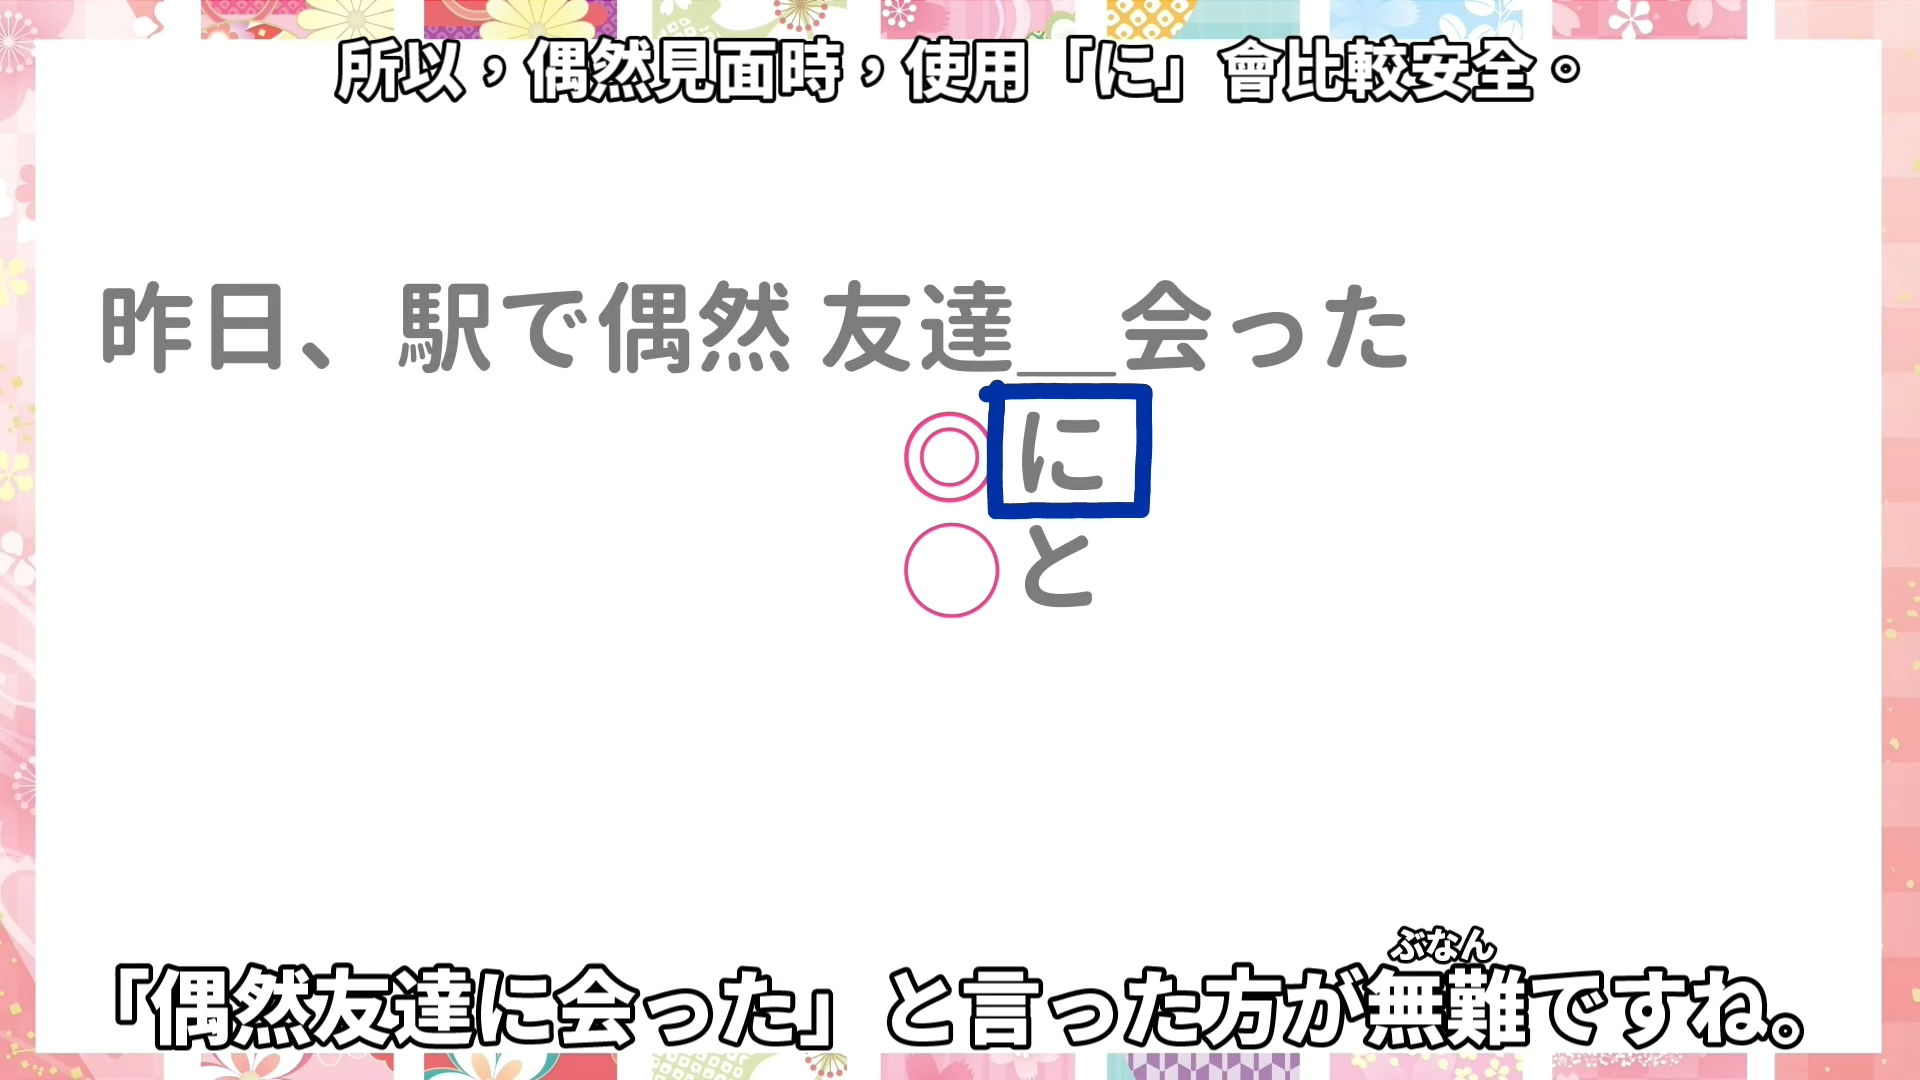 所以，偶然見面時，使用「に」會比較安全。
昨日、駅で偶然 友達__会った
◎ に
○ と
ぶなん
「偶然友達に会った」と言った方が無難ですね。